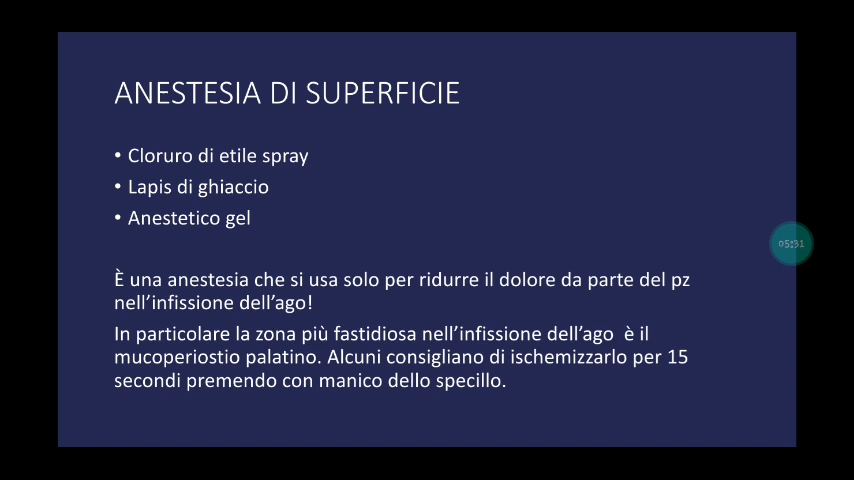 ANESTESIA DI SUPERFICIE
• Cloruro di etile spray
• Lapis di ghiaccio
• Anestetico gel
È una anestesia che si usa solo per ridurre il dolore da parte del pz
nell'infissione dell'ago!
In particolare la zona più fastidiosa nell'infissione dell'ago è il
mucoperiostio palatino. Alcuni consigliano di ischemizzarlo per 15
secondi premendo con manico dello specillo.
05:31